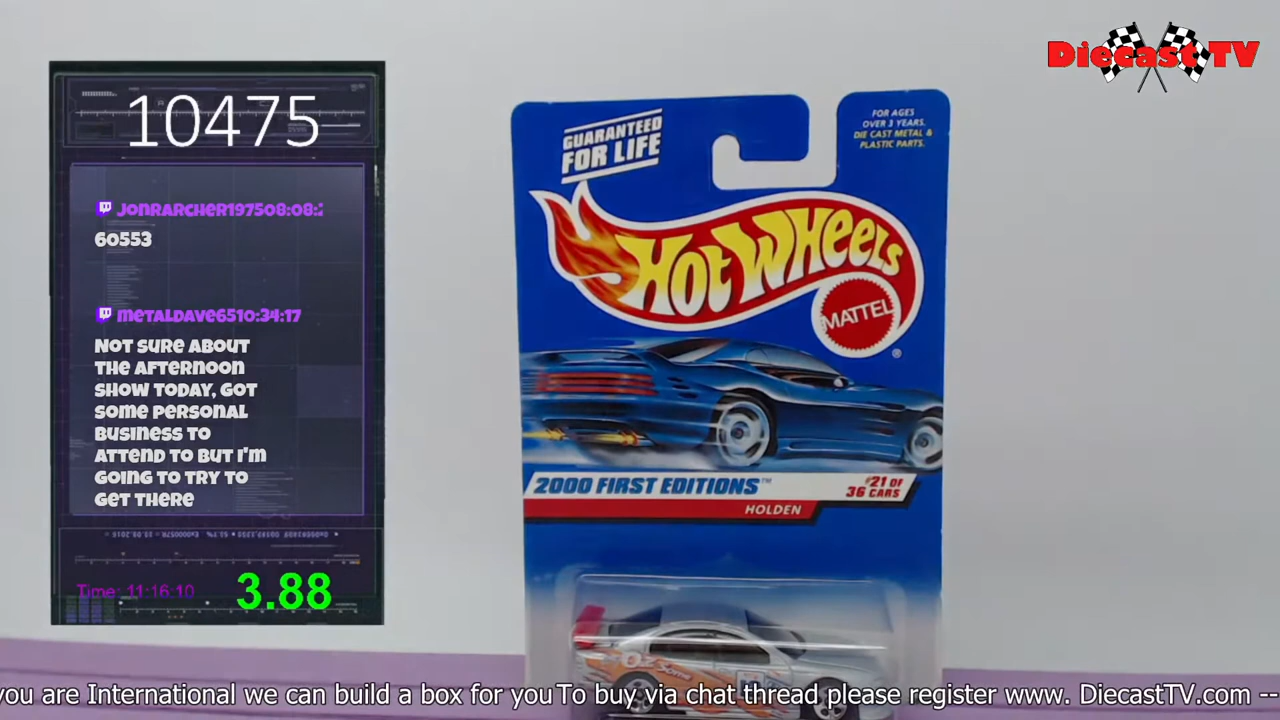 Diecast TV
10475
jonrarcher197508:08:
60553
metaldave6510:34:17
NOT SURE ABOUT
THE AFTERNOON
SHOW TODAY, GOT
SOME PERSONAL
BUSINESS TO
ATTEND TO BUT I'M
GOING TO TRY TO
GET THERE
Time: 11:16:10
3.88
GUARANTEED
FOR LIFE
FOR AGES
OVER 3 YEARS.
DIE CAST METAL &
PLASTIC PARTS.
Hot Wheels
MATTEL
®
2000 FIRST EDITIONS™
#21 OF
36 CARS
HOLDEN
you are International we can build a box for you To buy via chat thread please register www. DiecastTV.com --